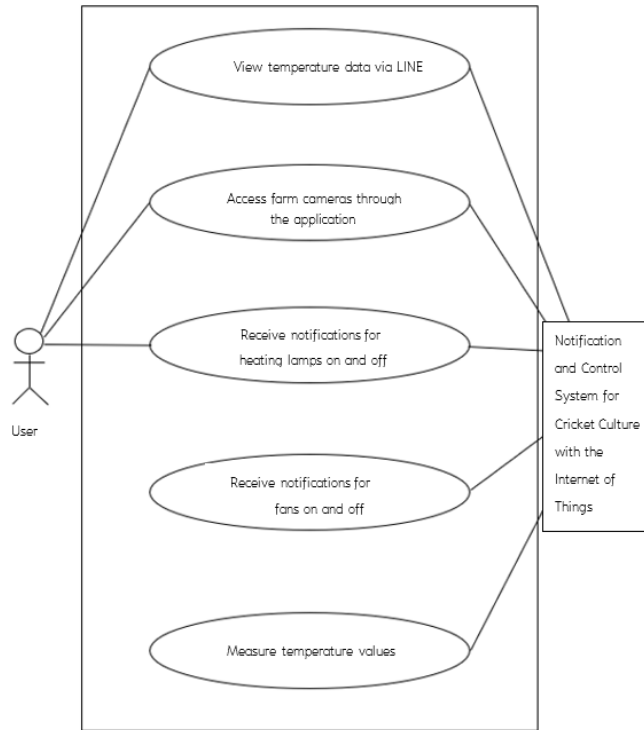 View temperature data via LINE
Access farm cameras through
the application
Receive notifications for
heating lamps on and off
User
Notification
and Control
System for
Cricket Culture
with the
Internet of
Things
Receive notifications for
fans on and off
Measure temperature values